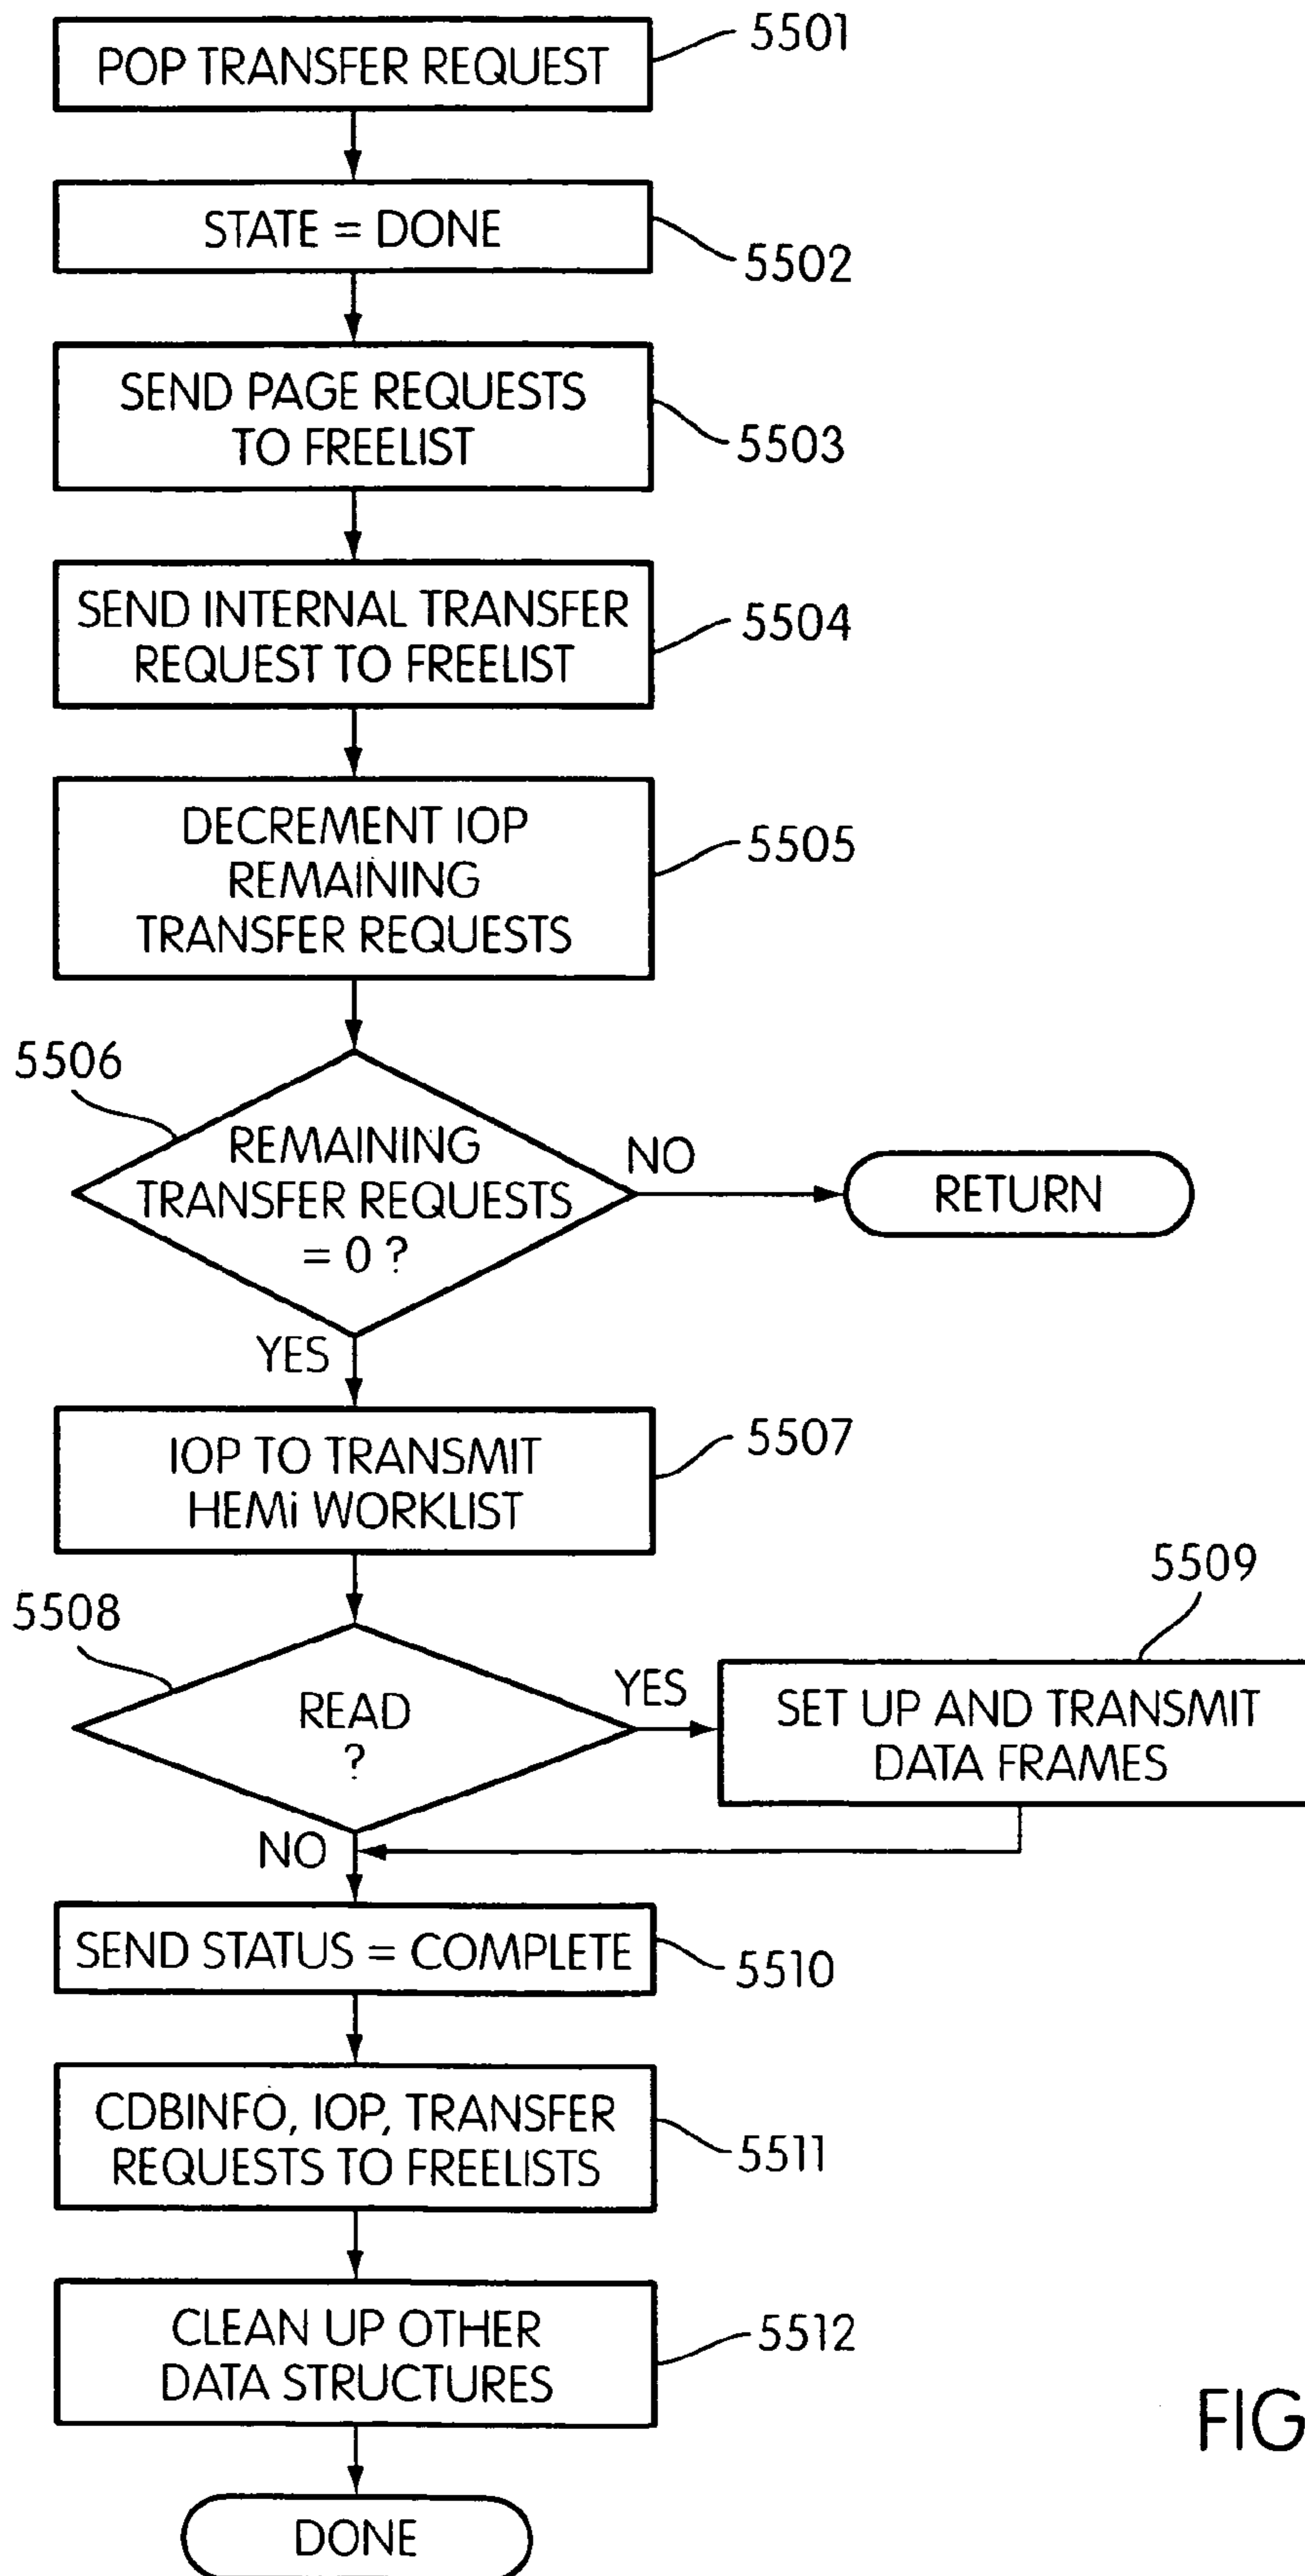 POP TRANSFER REQUEST
5501
STATE = DONE
5502
SEND PAGE REQUESTS
TO FREELIST
5503
SEND INTERNAL TRANSFER
REQUEST TO FREELIST
5504
DECREMENT IOP
REMAINING
TRANSFER REQUESTS
5505
5506
REMAINING
TRANSFER REQUESTS
= 0 ?
NO
RETURN
YES
IOP TO TRANSMIT
HEMi WORKLIST
5507
5508
READ
?
YES
5509
SET UP AND TRANSMIT
DATA FRAMES
NO
SEND STATUS = COMPLETE
5510
CDBINFO, IOP, TRANSFER
REQUESTS TO FREELISTS
5511
CLEAN UP OTHER
DATA STRUCTURES
5512
FIG
DONE